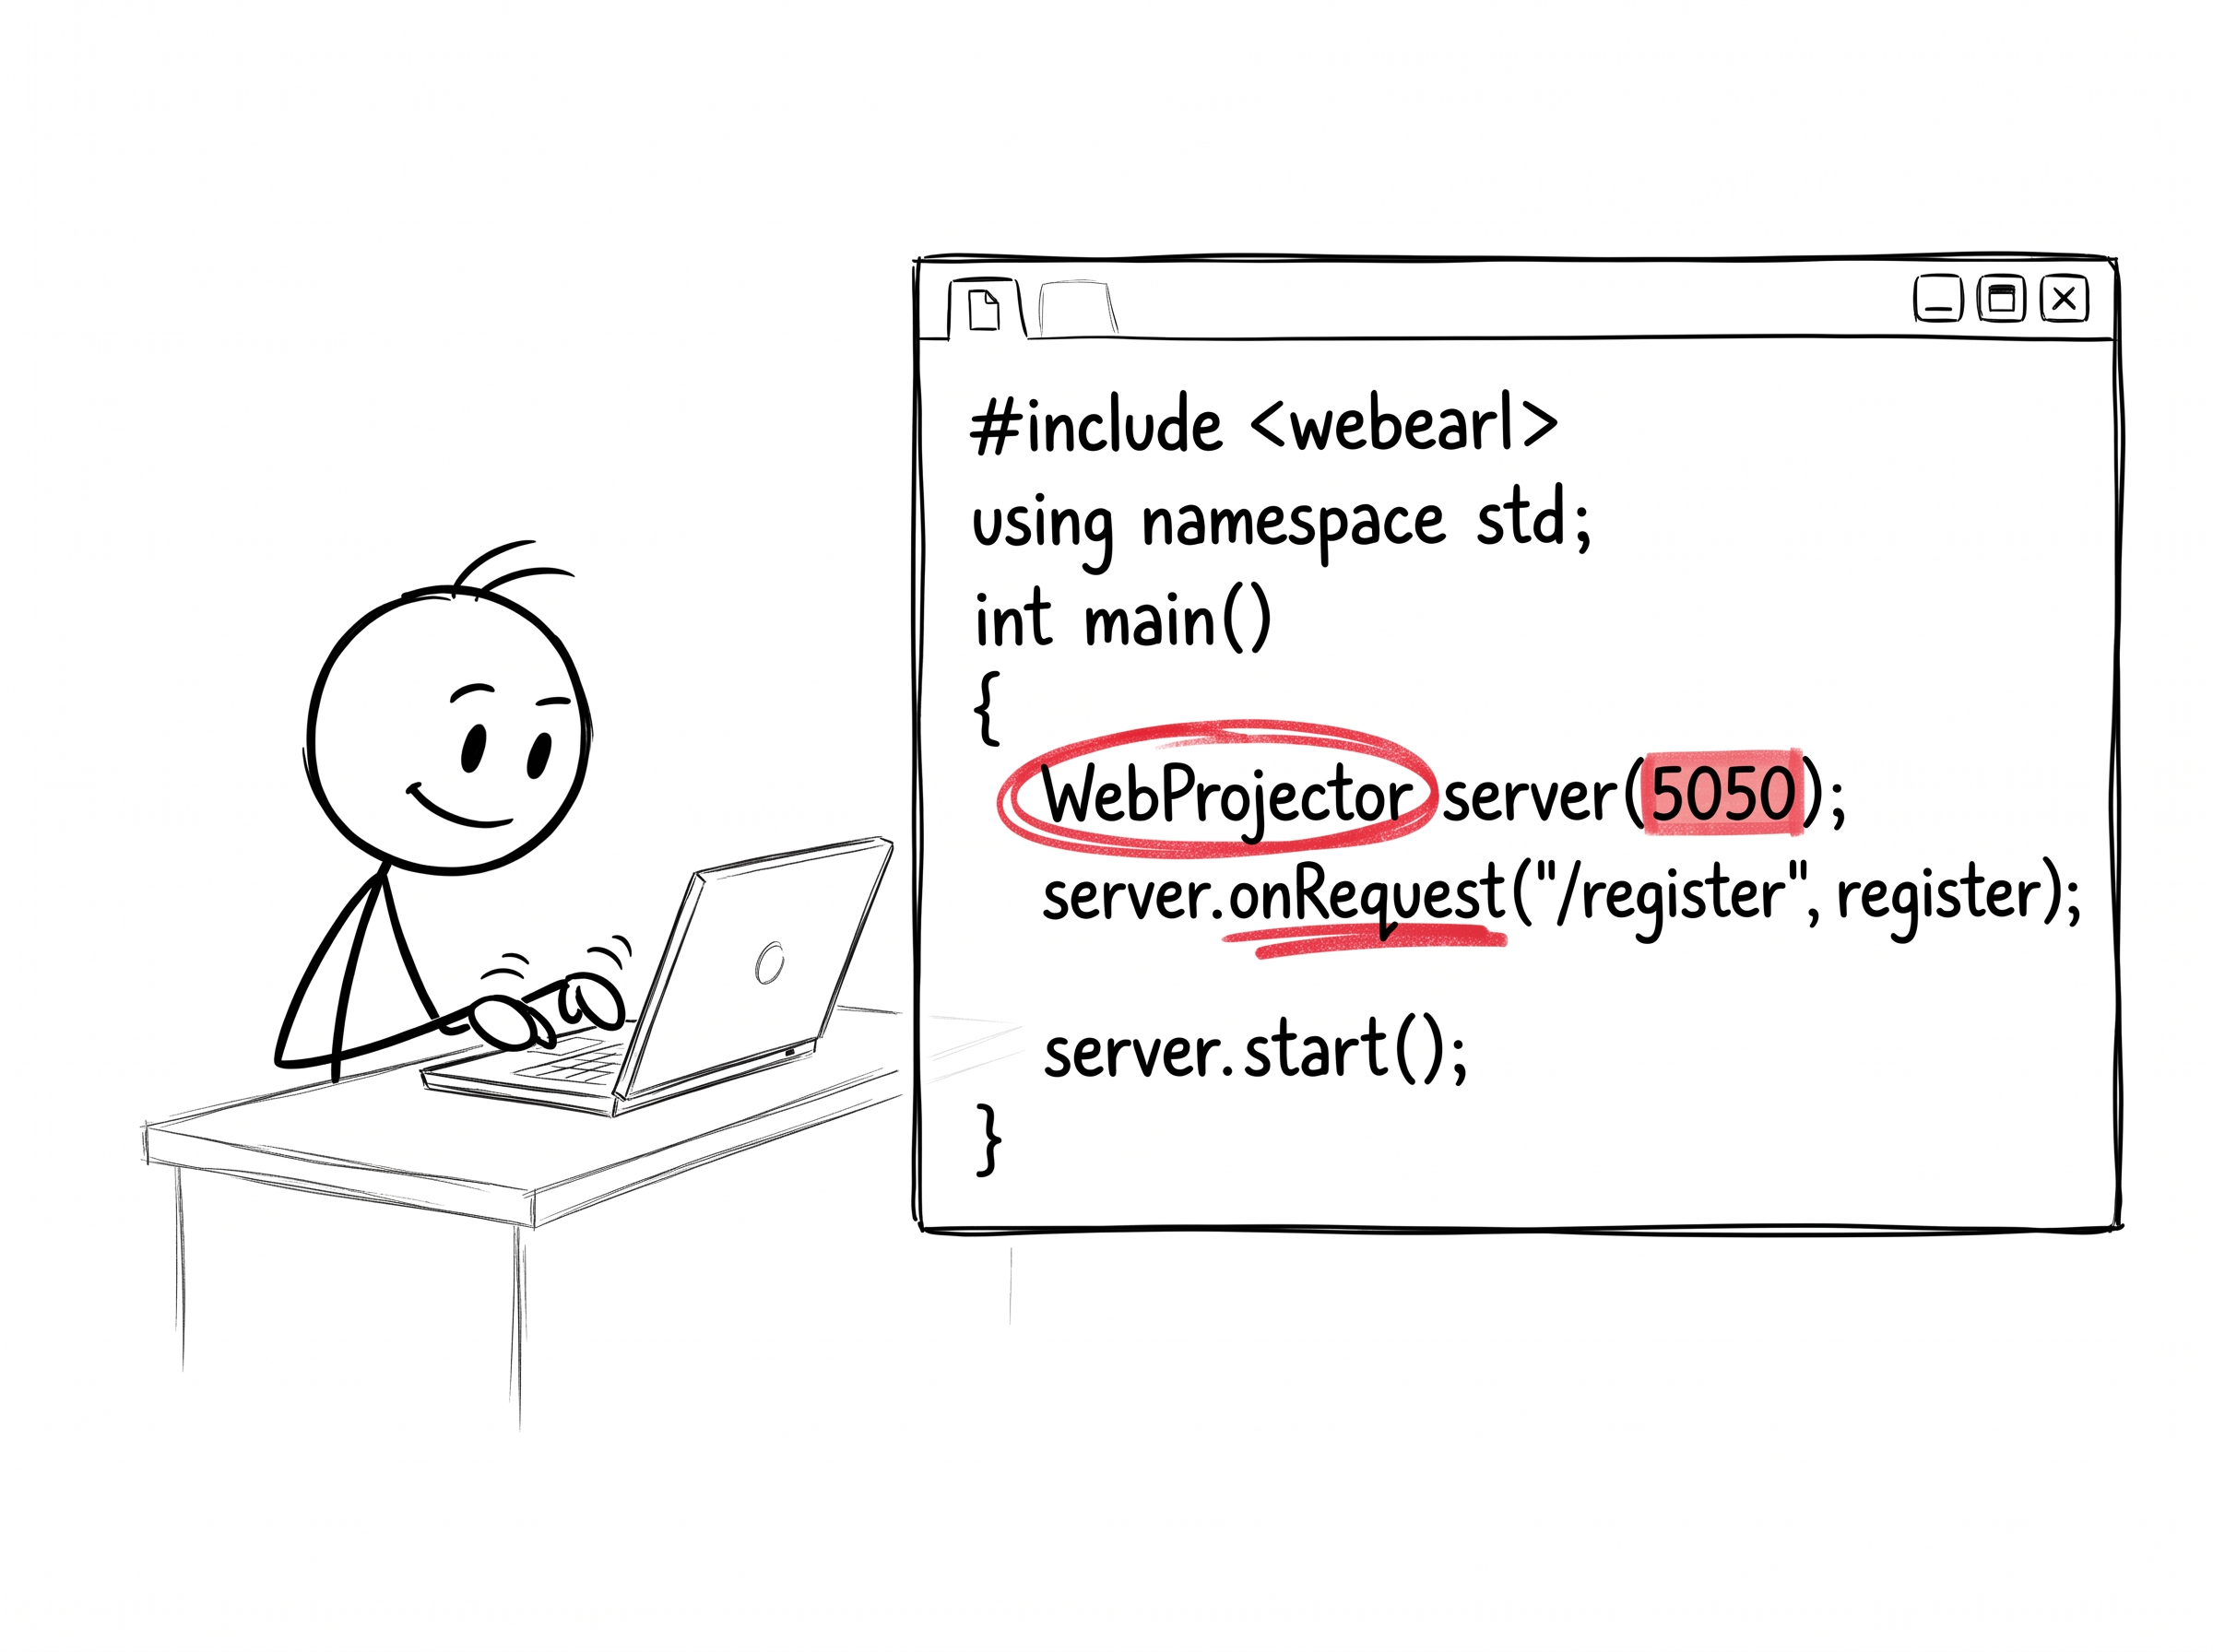 #include <webearl>
using namespace std;
int main()
{
WebProjector server(5050);
server.onRequest("/register", register);
server.start();
}